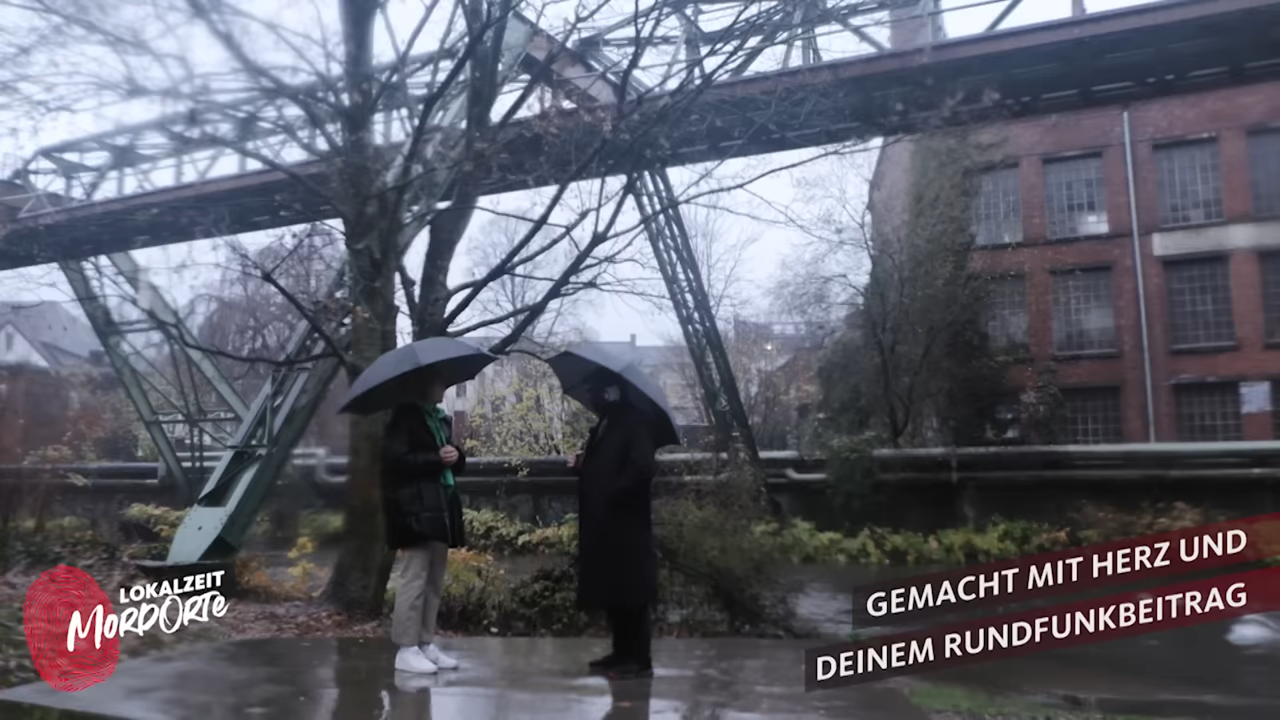 LOKALZEIT
MORDORTE
GEMACHT MIT HERZ UND
DEINEM RUNDFUNKBEITRAG